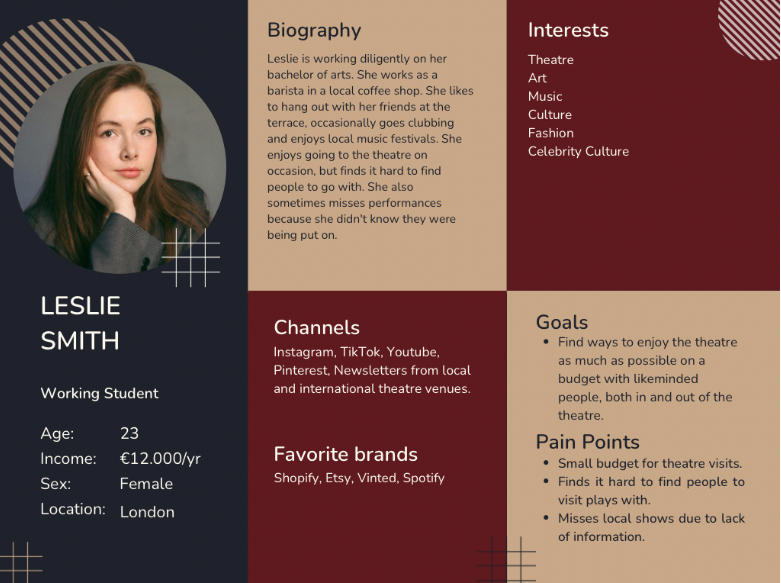 LESLIE
SMITH
Working Student
Age: 23
Income: €12.000/yr
Sex: Female
Location: London
Biography
Leslie is working diligently on her
bachelor of arts. She works as a
barista in a local coffee shop. She likes
to hang out with her friends at the
terrace, occasionally goes clubbing
and enjoys local music festivals. She
enjoys going to the theatre on
occasion, but finds it hard to find
people to go with. She also
sometimes misses performances
because she didn't know they were
being put on.
Interests
Theatre
Art
Music
Culture
Fashion
Celebrity Culture
Channels
Instagram, TikTok, Youtube,
Pinterest, Newsletters from local
and international theatre venues.
Favorite brands
Shopify, Etsy, Vinted, Spotify
Goals
• Find ways to enjoy the theatre
as much as possible on a
budget with likeminded
people, both in and out of the
theatre.
Pain Points
• Small budget for theatre visits.
• Finds it hard to find people to
visit plays with.
• Misses local shows due to lack
of information.